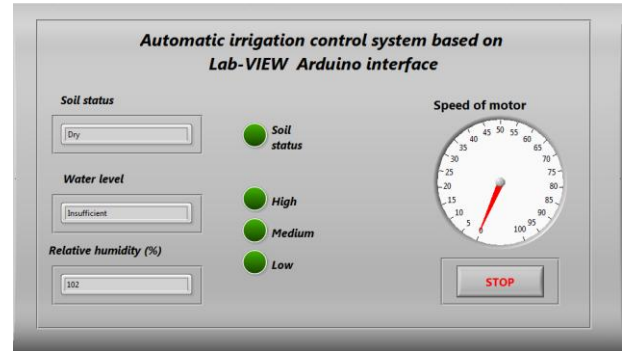 Automatic irrigation control system based on
Lab-VIEW Arduino interface
Soil status
Dry
Water level
Insufficient
Relative humidity (%)
102
Soil
status
High
Medium
Low
Speed of motor
0
5
10
15
20
25
30
35
40
45
50
55
60
65
70
75
80
85
90
95
100
STOP